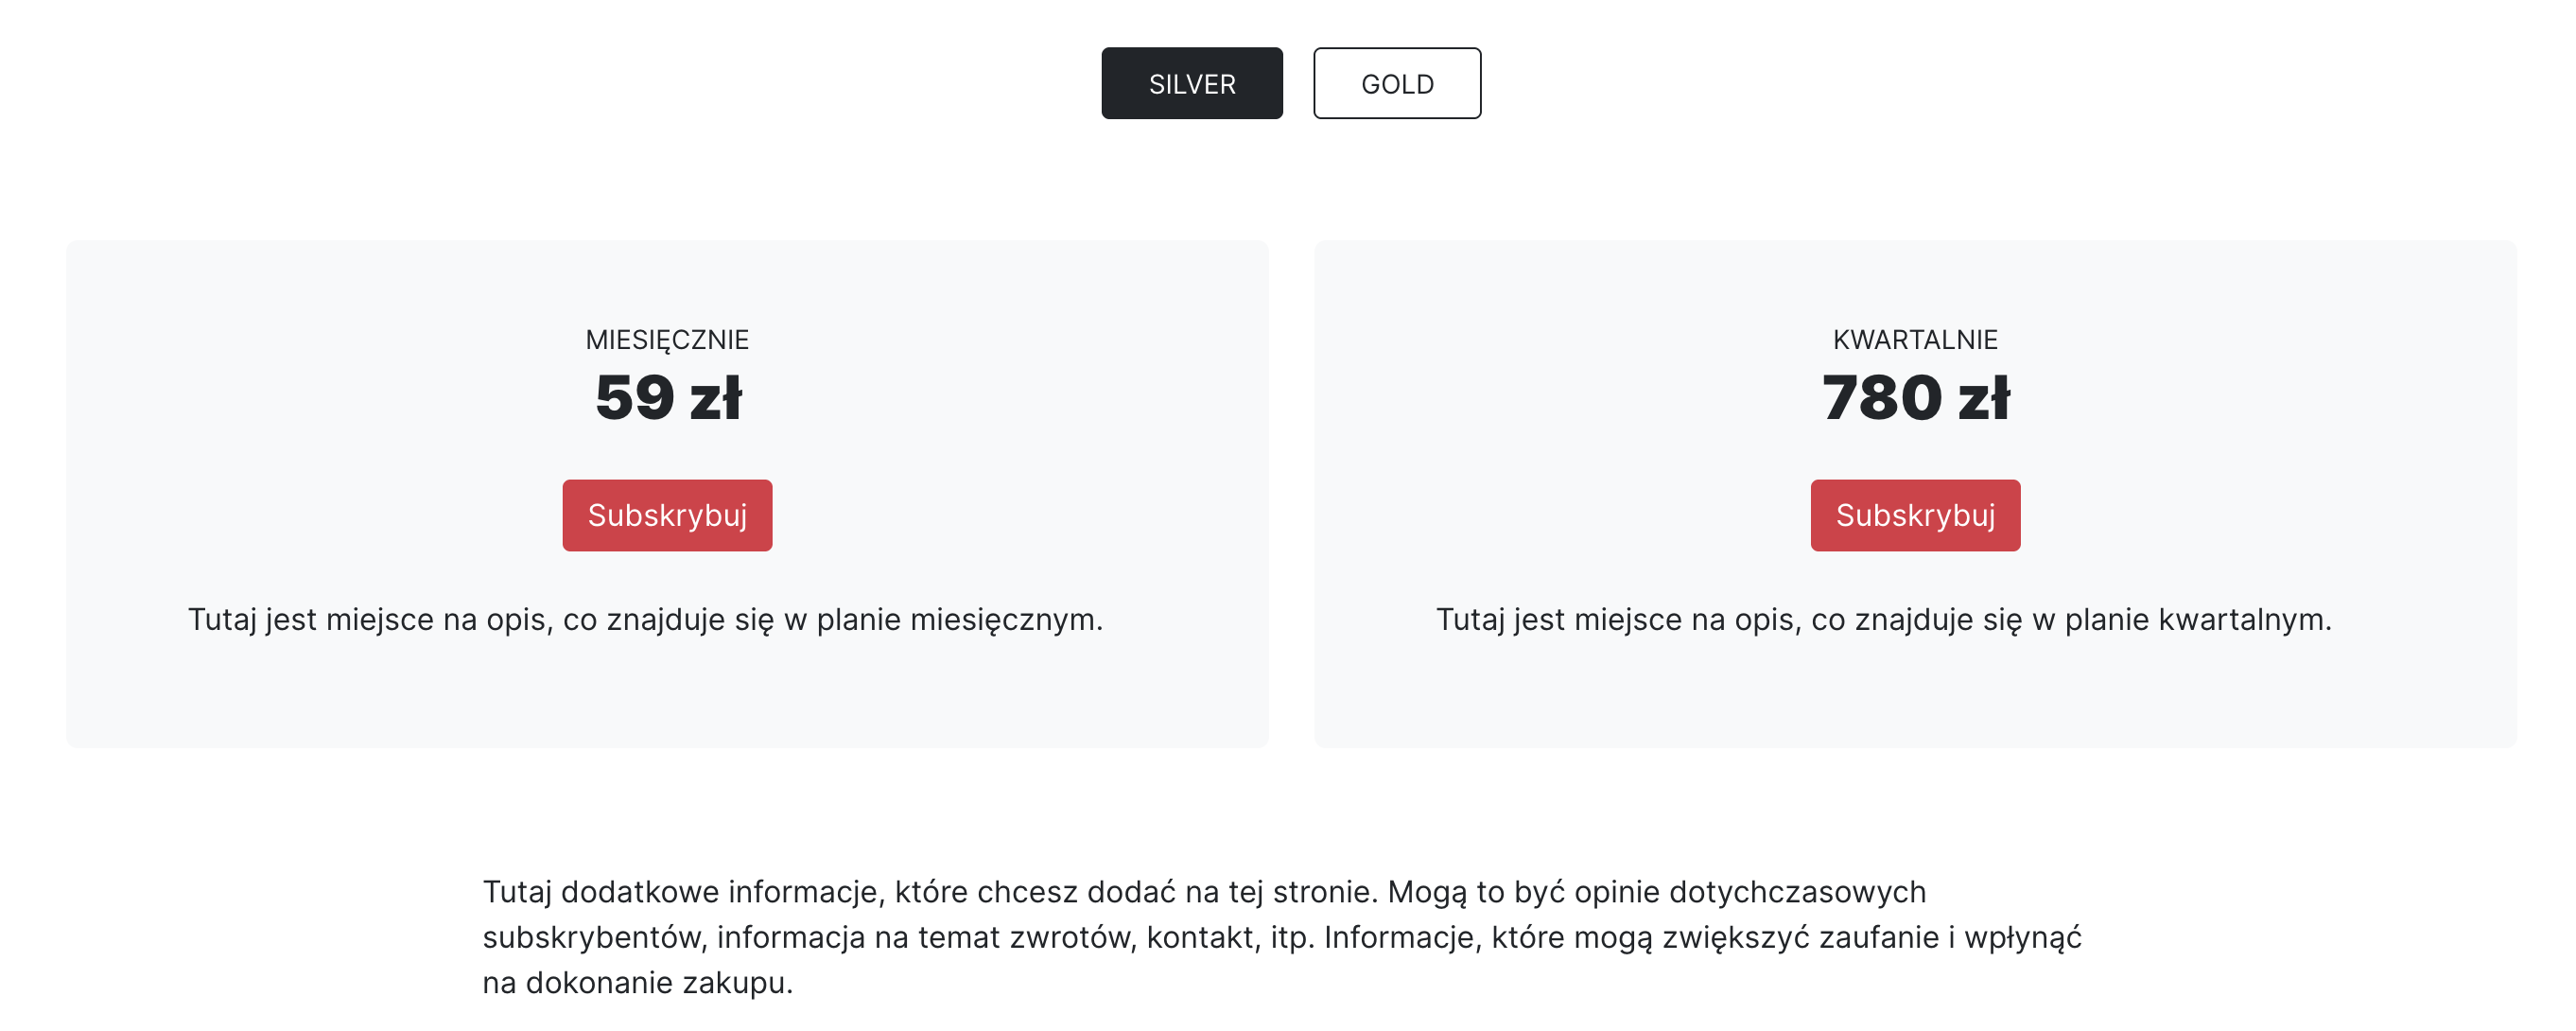 SILVER
GOLD
MIESIĘCZNIE
59 zł
Subskrybuj
Tutaj jest miejsce na opis, co znajduje się w planie miesięcznym.
KWARTALNIE
780 zł
Subskrybuj
Tutaj jest miejsce na opis, co znajduje się w planie kwartalnym.
Tutaj dodatkowe informacje, które chcesz dodać na tej stronie. Mogą to być opinie dotychczasowych
subskrybentów, informacja na temat zwrotów, kontakt, itp. Informacje, które mogą zwiększyć zaufanie i wpłynąć
na dokonanie zakupu.